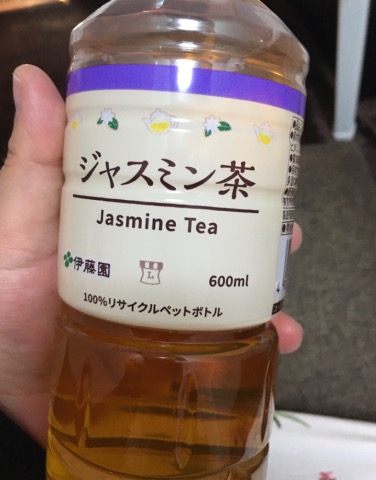 ジャスミン茶
Jasmine Tea
伊藤園
L
600ml
100%リサイクルペットボトル